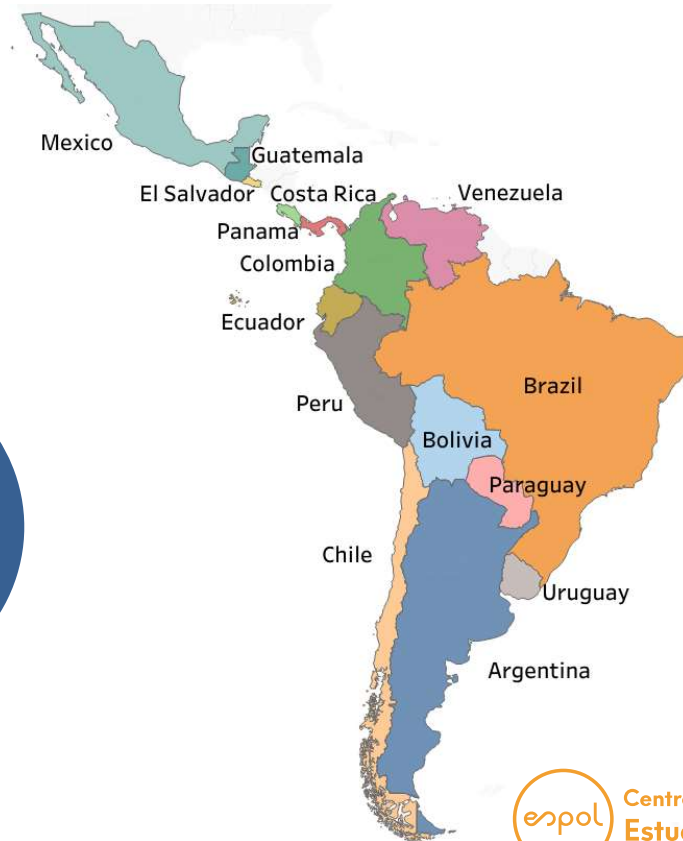 Mexico
Guatemala
El Salvador
Costa Rica
Venezuela
Panama
Colombia
Ecuador
Peru
Brazil
Bolivia
Paraguay
Chile
Uruguay
Argentina
espol